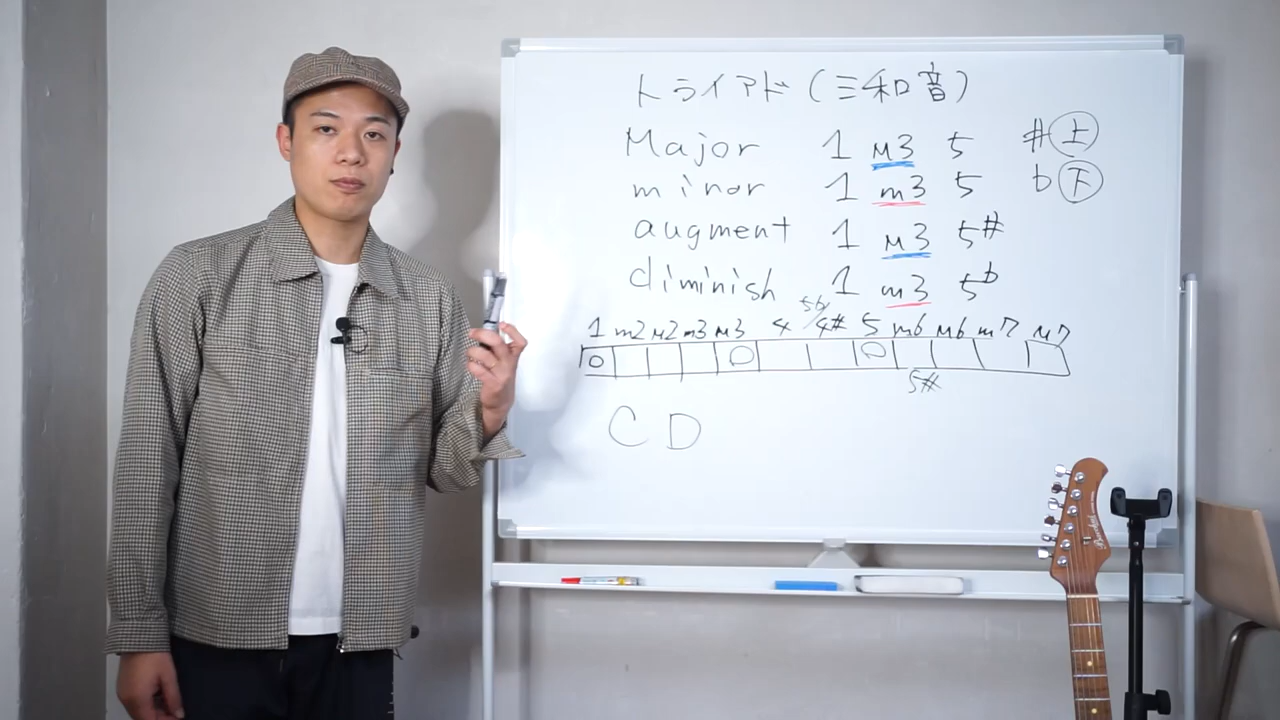 トライアド(三和音)
Major 1 M3 5 #上
minor 1 m3 5 b下
augment 1 M3 5#
diminish 1 m3 5b
1 m2 M2 m3 M3 4 5b/4# 5 m6 M6 m7 M7
5#
C D